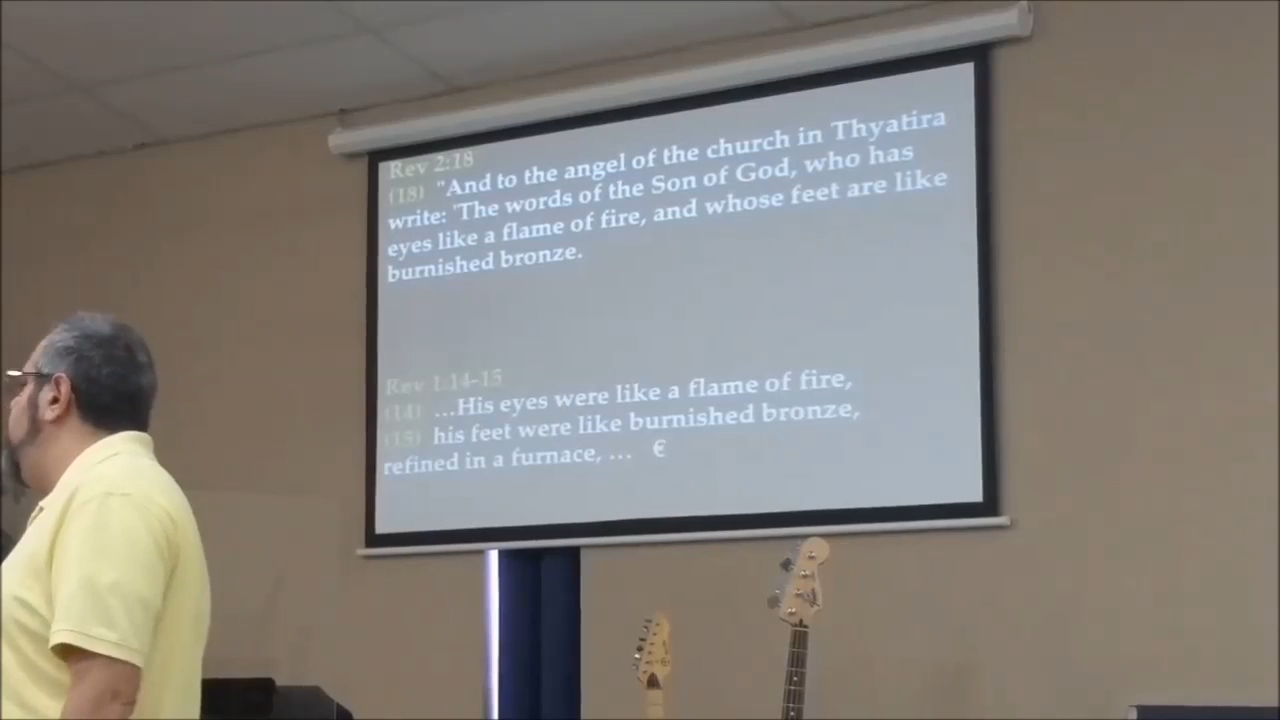 Rev 2:18
(18) "And to the angel of the church in Thyatira
write: 'The words of the Son of God, who has
eyes like a flame of fire, and whose feet are like
burnished bronze.
Rev 1:14-15
(14) ...His eyes were like a flame of fire,
(15) his feet were like burnished bronze,
refined in a furnace, ... €